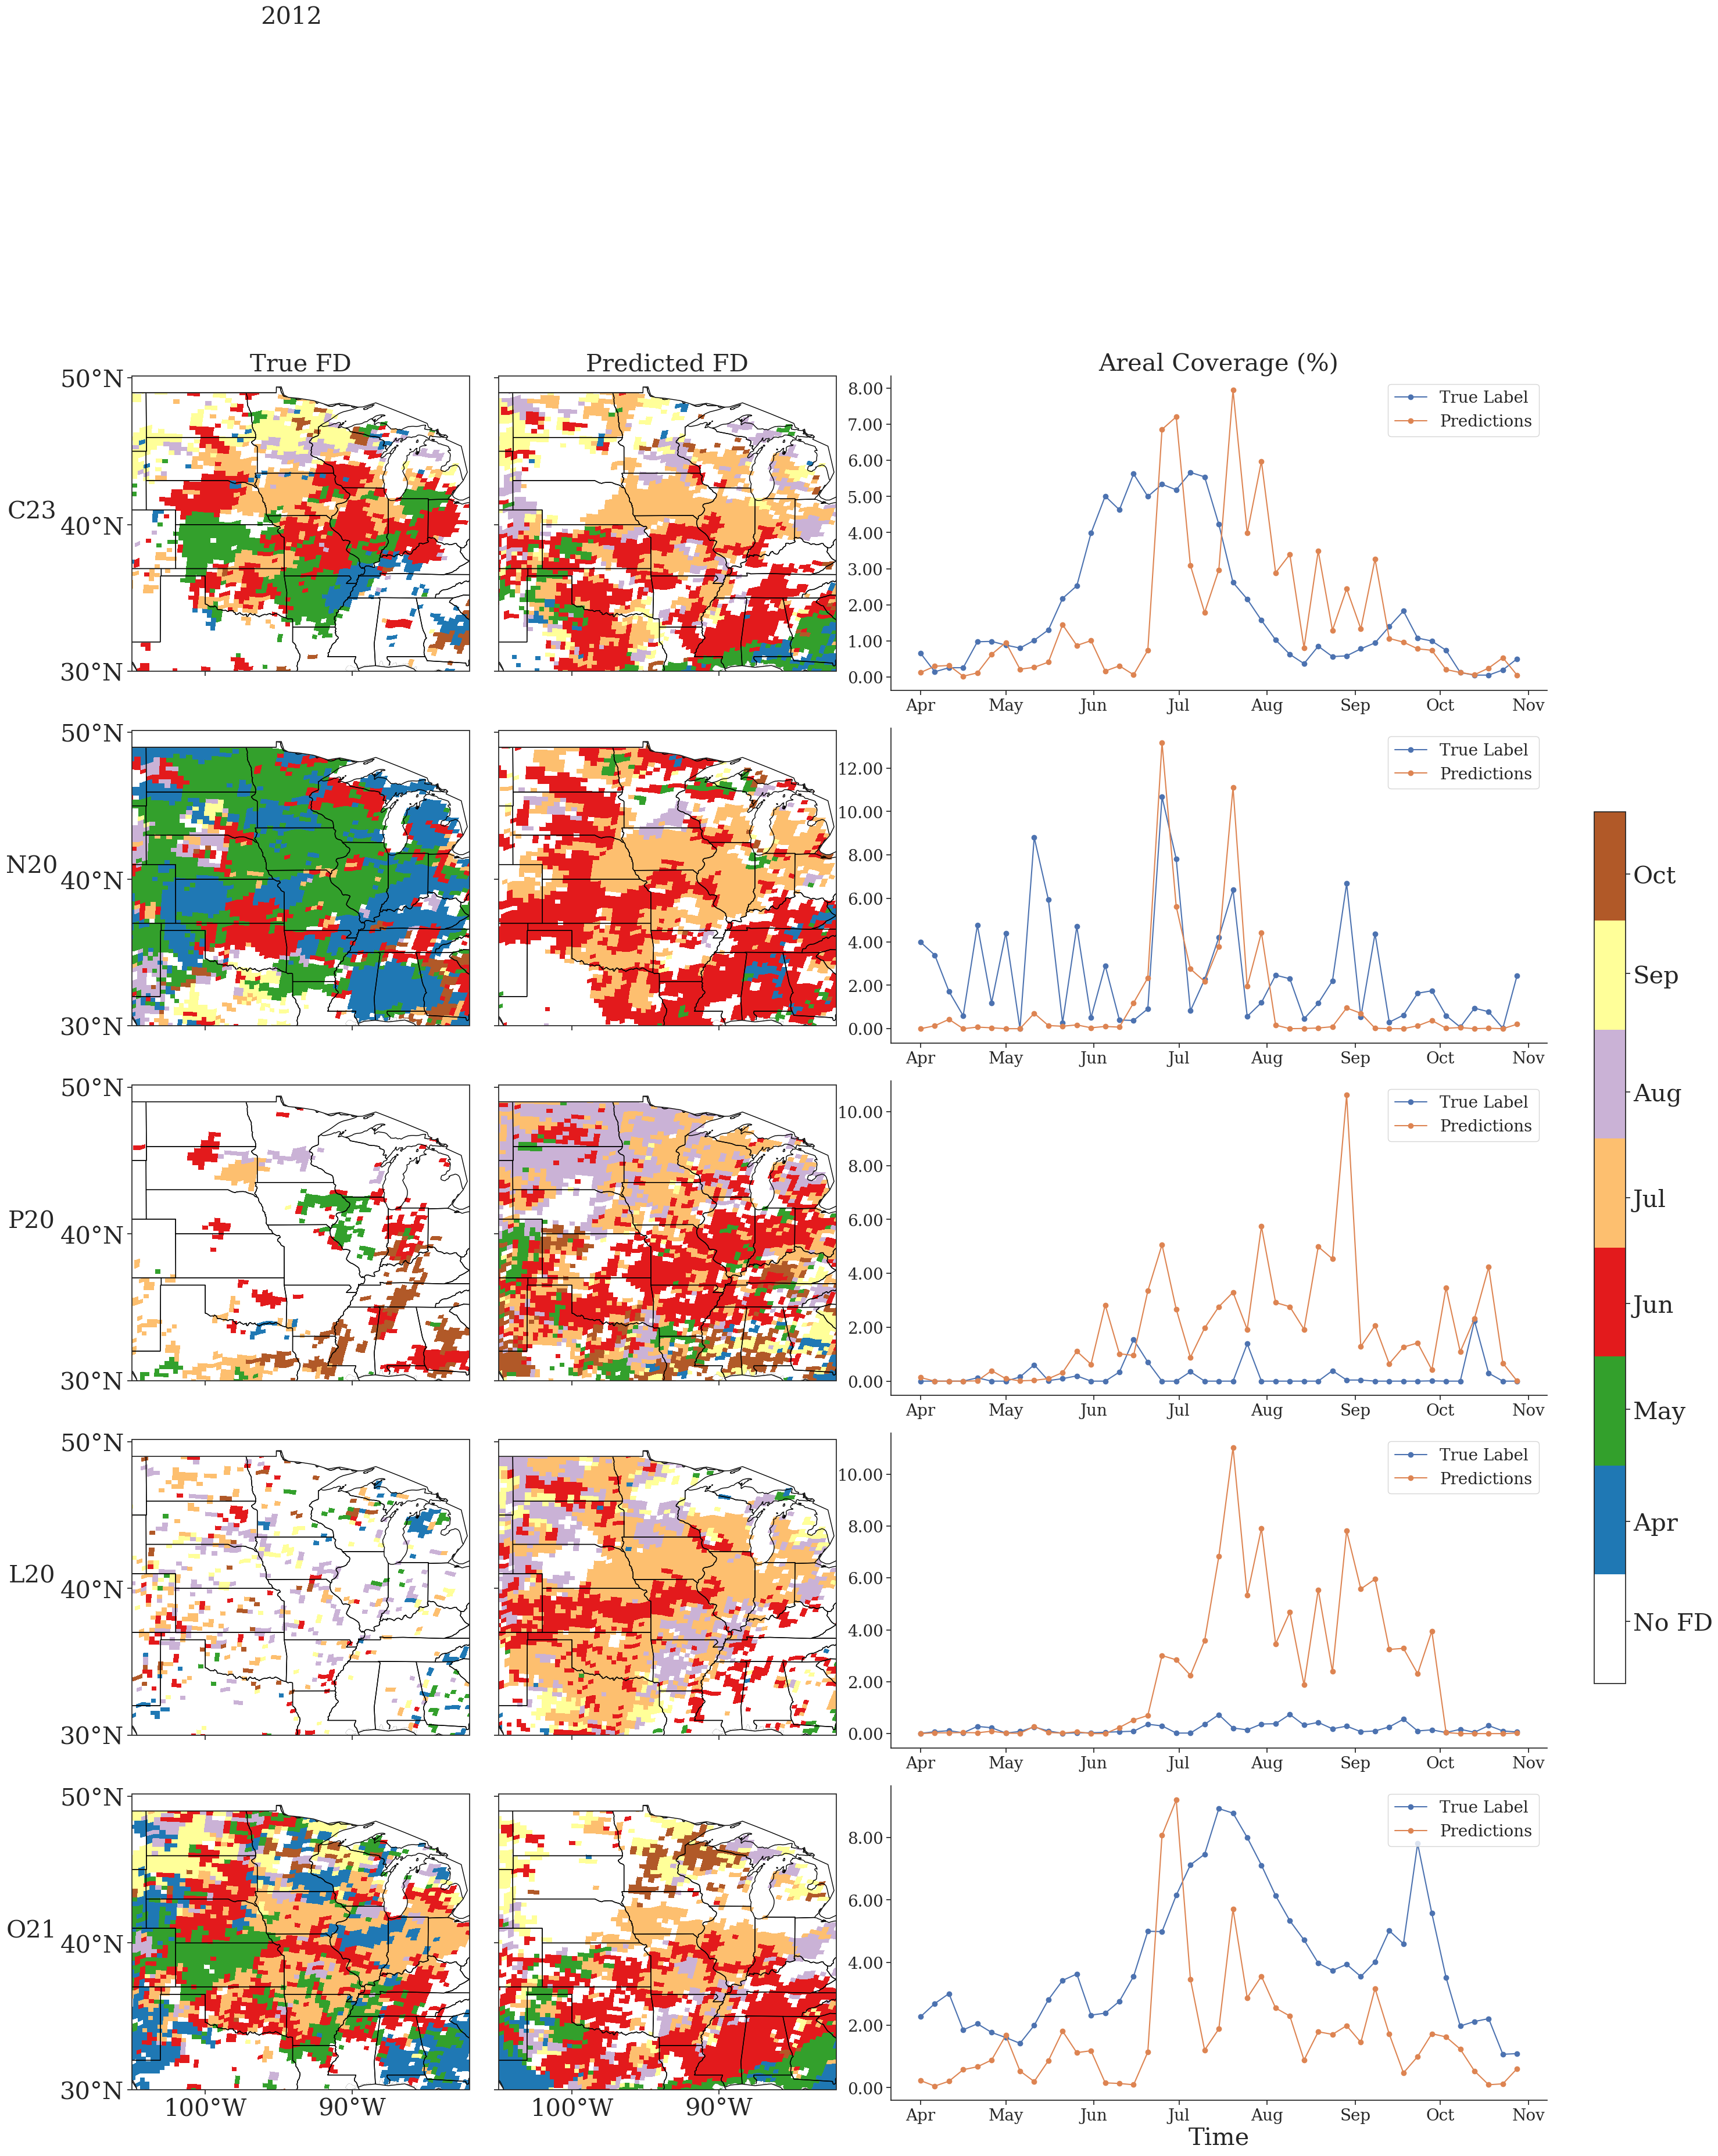 2012
True FD Predicted FD Areal Coverage (%)
C23
50°N
40°N
30°N
8.00
7.00
6.00
5.00
4.00
3.00
2.00
1.00
0.00
True Label
Predictions
Apr May Jun Jul Aug Sep Oct Nov
N20
50°N
40°N
30°N
12.00
10.00
8.00
6.00
4.00
2.00
0.00
True Label
Predictions
Apr May Jun Jul Aug Sep Oct Nov
P20
50°N
40°N
30°N
10.00
8.00
6.00
4.00
2.00
0.00
True Label
Predictions
Apr May Jun Jul Aug Sep Oct Nov
L20
50°N
40°N
30°N
10.00
8.00
6.00
4.00
2.00
0.00
True Label
Predictions
Apr May Jun Jul Aug Sep Oct Nov
O21
50°N
40°N
30°N
100°W 90°W
100°W 90°W
8.00
6.00
4.00
2.00
0.00
True Label
Predictions
Apr May Jun Jul Aug Sep Oct Nov
Time
Oct
Sep
Aug
Jul
Jun
May
Apr
No FD